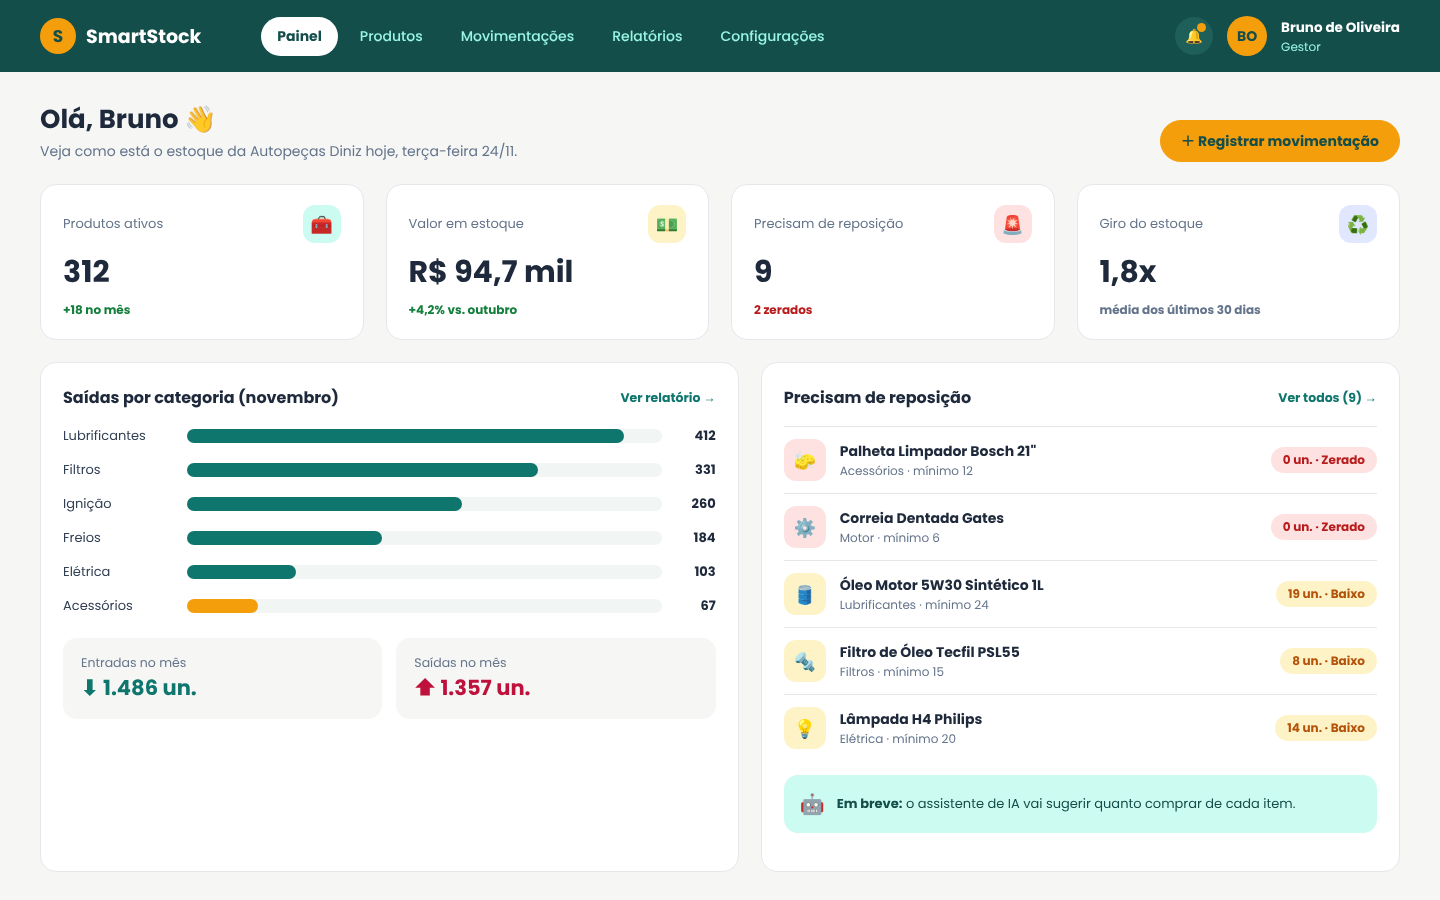 S SmartStock Painel Produtos Movimentações Relatórios Configurações BO Bruno de Oliveira
Gestor
Olá, Bruno 👋
Veja como está o estoque da Autopeças Diniz hoje, terça-feira 24/11.
+ Registrar movimentação
Produtos ativos
312
+18 no mês
Valor em estoque
R$ 94,7 mil
+4,2% vs. outubro
Precisam de reposição
9
2 zerados
Giro do estoque
1,8x
média dos últimos 30 dias
Saídas por categoria (novembro) Ver relatório →
Lubrificantes 412
Filtros 331
Ignição 260
Freios 184
Elétrica 103
Acessórios 67
Entradas no mês
⬇ 1.486 un.
Saídas no mês
⬆ 1.357 un.
Precisam de reposição Ver todos (9) →
Palheta Limpador Bosch 21"
Acessórios · mínimo 12
0 un. · Zerado
Correia Dentada Gates
Motor · mínimo 6
0 un. · Zerado
Óleo Motor 5W30 Sintético 1L
Lubrificantes · mínimo 24
19 un. · Baixo
Filtro de Óleo Tecfil PSL55
Filtros · mínimo 15
8 un. · Baixo
Lâmpada H4 Philips
Elétrica · mínimo 20
14 un. · Baixo
Em breve: o assistente de IA vai sugerir quanto comprar de cada item.